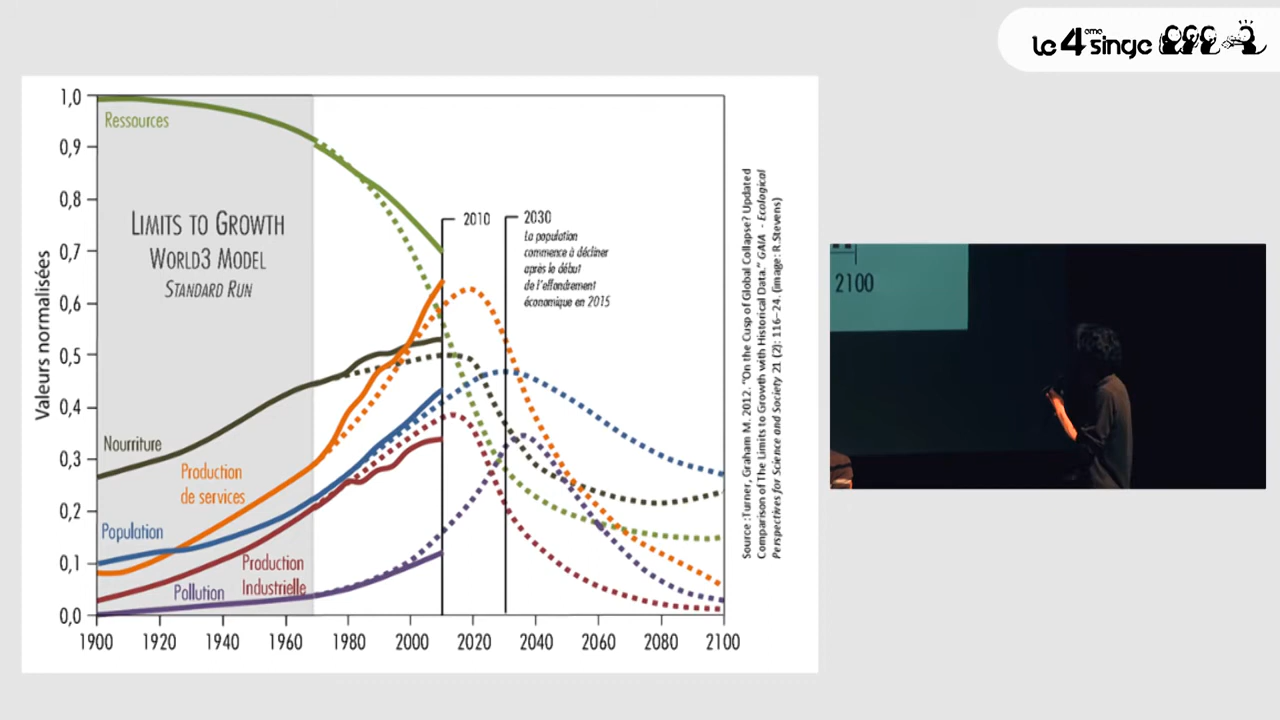 le 4ème singe
1,0
0,9
0,8
0,7
0,6
0,5
0,4
0,3
0,2
0,1
0,0
Valeurs normalisées
1900 1920 1940 1960 1980 2000 2020 2040 2060 2080 2100
Ressources
LIMITS TO GROWTH
WORLD3 MODEL
STANDARD RUN
Nourriture
Production
de services
Population
Production
Industrielle
Pollution
2010
2030
La population
commence à décliner
après le début
de l'effondrement
économique en 2015
Source :Turner, Graham M. 2012. "On the Cusp of Global Collapse? Updated
Comparison of The Limits to Growth with Historical Data." GAIA - Ecological
Perspectives for Science and Society 21 (2): 116–24. (image: R.Stevens)
2100